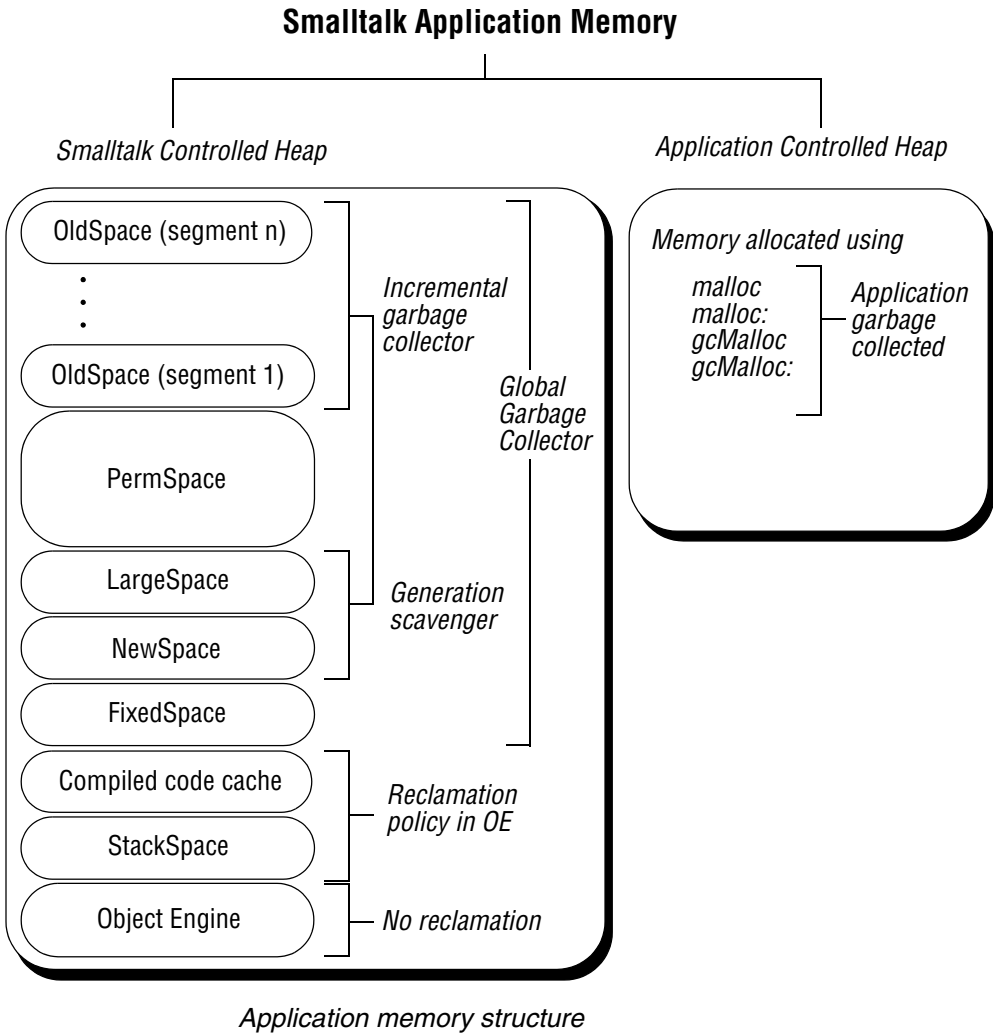 Smalltalk Application Memory
Smalltalk Controlled Heap
Application Controlled Heap
OldSpace (segment n)
OldSpace (segment 1)
PermSpace
LargeSpace
NewSpace
FixedSpace
Compiled code cache
StackSpace
Object Engine
Incremental
garbage
collector
Generation
scavenger
Reclamation
policy in OE
No reclamation
Global
Garbage
Collector
Memory allocated using
malloc
malloc:
gcMalloc
gcMalloc:
Application
garbage
collected
Application memory structure